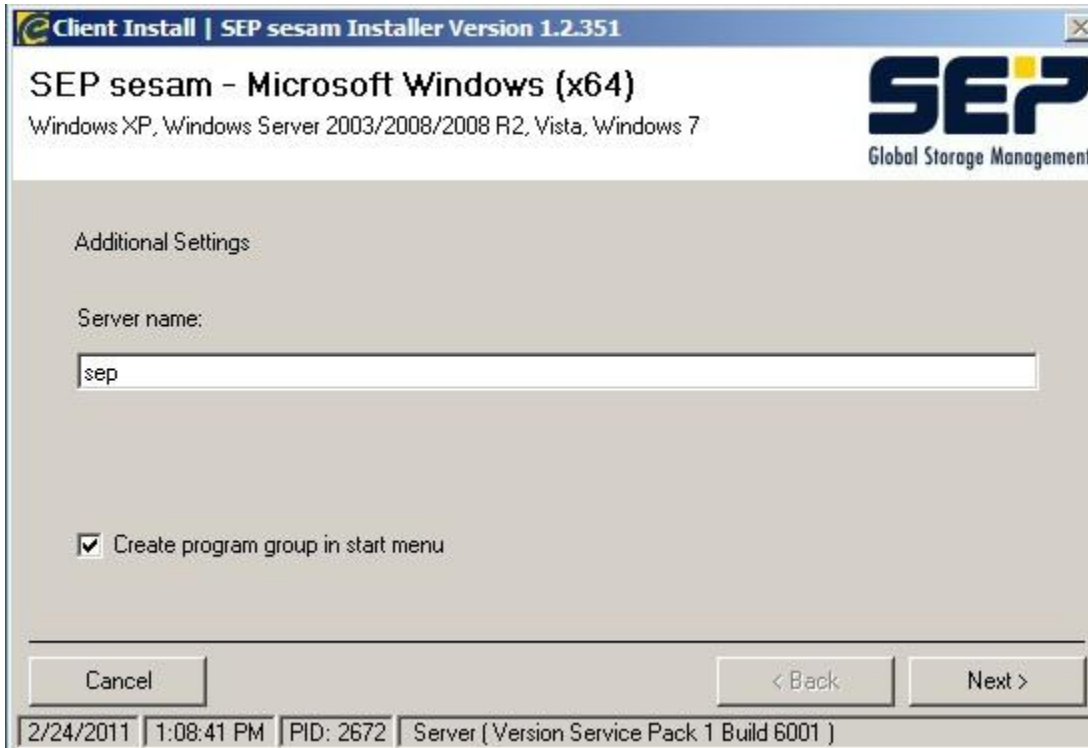 Client Install | SEP sesam Installer Version 1.2.351
SEP sesam - Microsoft Windows (x64)
Windows XP, Windows Server 2003/2008/2008 R2, Vista, Windows 7
SEP
Global Storage Management
Additional Settings
Server name:
sep
Create program group in start menu
Cancel
< Back
Next >
2/24/2011 1:08:41 PM PID: 2672 Server ( Version Service Pack 1 Build 6001 )